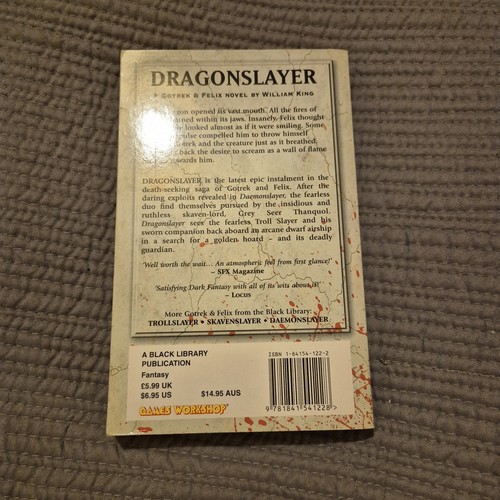 DRAGONSLAYER
A GOTREK & FELIX NOVEL BY WILLIAM KING
opened its vast mouth. All the fires of
burned within its jaws. Insanely, Felix thought
looked almost as if it were smiling. Some
compelled him to throw himself
Gotrek and the creature just as it breathed,
back the desire to scream as a wall of flame
towards him.
DRAGONSLAYER is the latest epic instalment in the
death-seeking saga of Gotrek and Felix. After the
daring exploits revealed in Daemonslayer, the fearless
duo find themselves pursued by the insidious and
ruthless skaven-lord, Grey Seer Thanquol.
Dragonslayer sees the fearless Troll Slayer and his
sworn companion back aboard an arcane dwarf airship
in a search for a golden hoard – and its deadly
guardian.
'Well worth the wait... An atmospheric feel from first glance!'
– SFX Magazine
'Satisfying Dark Fantasy with all of its wits about it!'
– Locus
More Gotrek & Felix from the Black Library:
TROLLSLAYER • SKAVENSLAYER • DAEMONSLAYER
A BLACK LIBRARY
PUBLICATION
Fantasy
£5.99 UK
$6.95 US $14.95 AUS
GAMES WORKSHOP
ISBN 1-84154-122-2
9 781841 541228 >